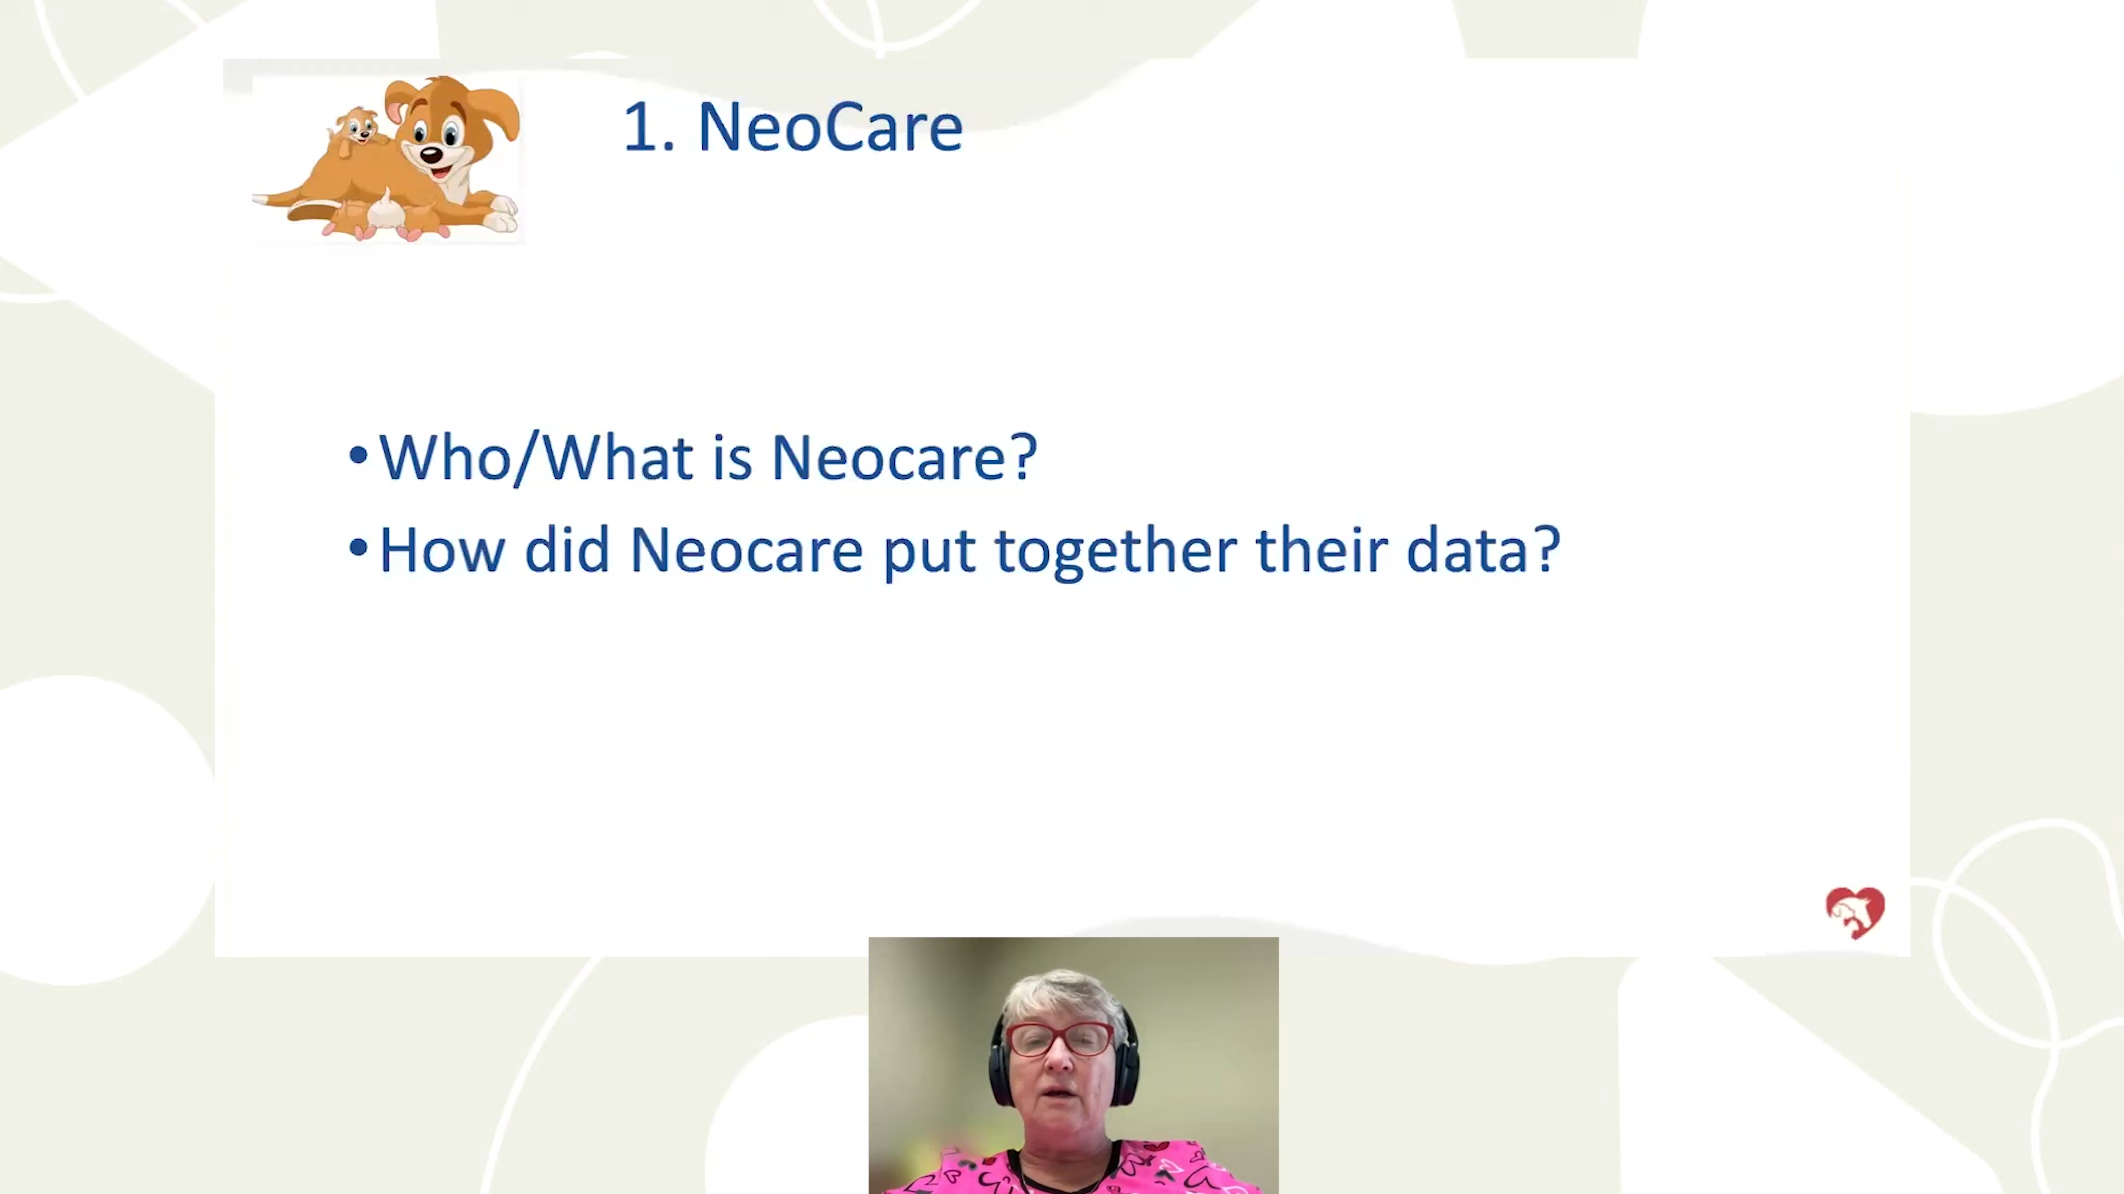 1. NeoCare
•Who/What is Neocare?
•How did Neocare put together their data?